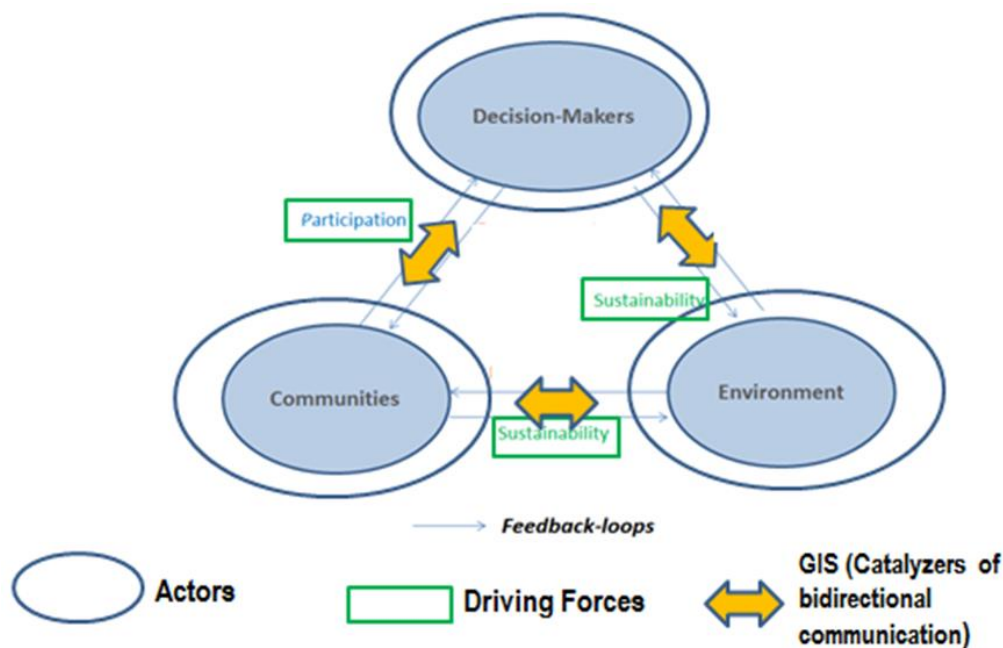 Decision-Makers
Participation
Sustainability
Communities
Environment
Sustainability
Feedback-loops
Actors
Driving Forces
GIS (Catalyzers of
bidirectional
communication)